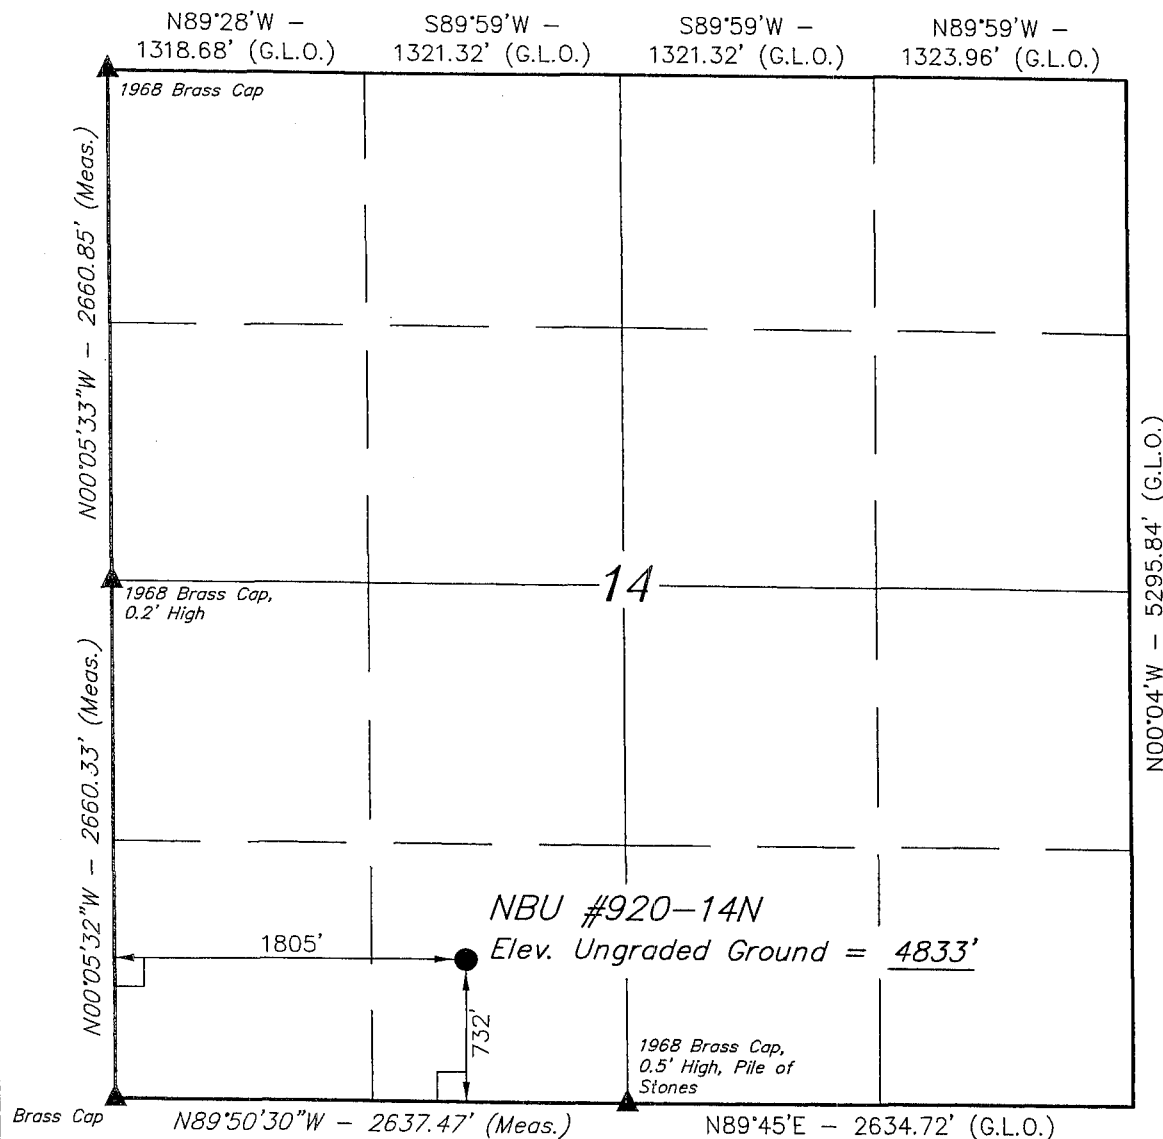 N89°28'W –
1318.68' (G.L.O.)
S89°59'W –
1321.32' (G.L.O.)
S89°59'W –
1321.32' (G.L.O.)
N89°59'W –
1323.96' (G.L.O.)
1968 Brass Cap
N00°05'33"W – 2660.85' (Meas.)
1968 Brass Cap,
0.2' High
14
N00°04'W – 5295.84' (G.L.O.)
N00°05'32"W – 2660.33' (Meas.)
NBU #920–14N
Elev. Ungraded Ground = 4833'
1805'
732'
1968 Brass Cap,
0.5' High, Pile of
Stones
Brass Cap
N89°50'30"W – 2637.47' (Meas.)
N89°45'E – 2634.72' (G.L.O.)